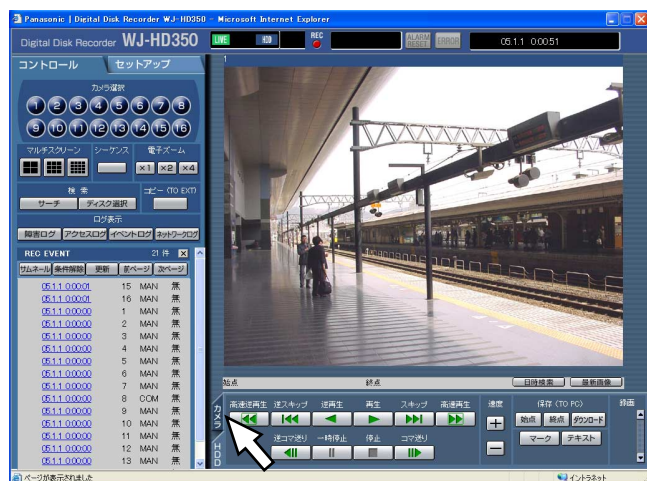 Panasonic | Digital Disk Recorder WJ-HD350 - Microsoft Internet Explorer
Digital Disk Recorder WJ-HD350
LIVE HDD REC ALARM RESET ERROR 05.1.1 0:00:51
コントロール セットアップ
1
カメラ選択
1 2 3 4 5 6 7 8
9 10 11 12 13 14 15 16
マルチスクリーン シーケンス 電子ズーム
×1 ×2 ×4
検 索 コピー (TO EXT)
サーチ ディスク選択
ログ表示
障害ログ アクセスログ イベントログ ネットワークログ
REC EVENT 21 件
サムネール 条件解除 更新 前ページ 次ページ
05.1.1 0:00:01 15 MAN 無
05.1.1 0:00:01 16 MAN 無
05.1.1 0:00:00 1 MAN 無
05.1.1 0:00:00 2 MAN 無
05.1.1 0:00:00 3 MAN 無
05.1.1 0:00:00 4 MAN 無
05.1.1 0:00:00 5 MAN 無
05.1.1 0:00:00 6 MAN 無
05.1.1 0:00:00 7 MAN 無
05.1.1 0:00:00 8 COM 無
05.1.1 0:00:00 9 MAN 無
05.1.1 0:00:00 10 MAN 無
05.1.1 0:00:00 11 MAN 無
05.1.1 0:00:00 12 MAN 無
05.1.1 0:00:00 13 MAN 無
始点 終点 日時検索 最新画像
カメラ
HDD
高速逆再生 逆スキップ 逆再生 再生 スキップ 高速再生 速度 保存 (TO PC) 録画
始点 終点 ダウンロード
逆コマ送り 一時停止 停止 コマ送り マーク テキスト
ページが表示されました イントラネット